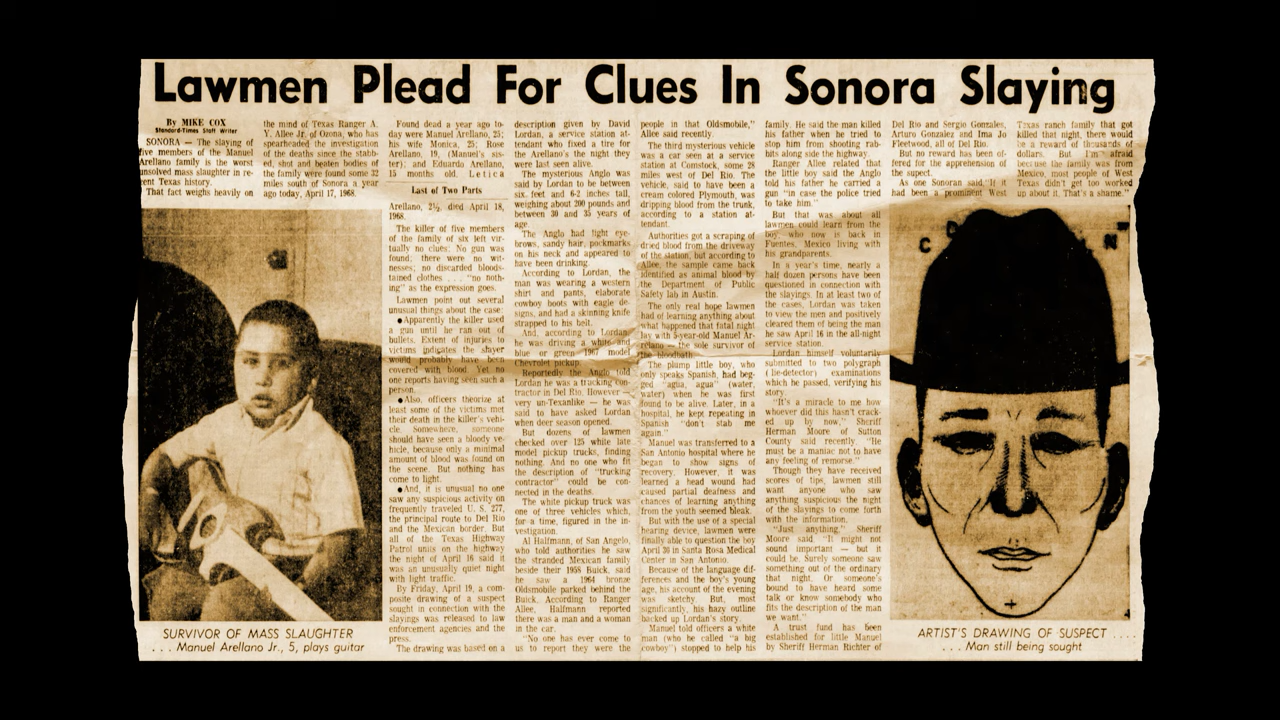 Lawmen Plead For Clues In Sonora Slaying
By MIKE COX
Standard-Times Staff Writer
SONORA — The slaying of
five members of the Manuel
Arellano family is the worst
unsolved mass slaughter in re-
cent Texas history.
That fact weighs heavily on
the mind of Texas Ranger A.
Y. Allee Jr. of Ozona, who has
spearheaded the investigation
of the deaths since the stabb-
ed, shot and beaten bodies of
the family were found some 32
miles south of Sonora a year
ago today, April 17, 1968.
Found dead a year ago to-
day were Manuel Arellano, 25;
his wife Monica, 25; Rose
Arellano, 19, (Manuel's sis-
ter); and Eduardo Arellano,
15 months old. Letica
Last of Two Parts
Arellano, 2½, died April 18,
1968.
The killer of five members
of the family of six left vir-
tually no clues: No gun was
found; there were no wit-
nesses; no discarded bloods-
tained clothes . . . "no noth-
ing" as the expression goes.
Lawmen point out several
unusual things about the case:
●Apparently the killer used
a gun until he ran out of
bullets. Extent of injuries to
victims indicates the slayer
would probably have been
covered with blood. Yet no
one reports having seen such a
person.
●Also, officers theorize at
least some of the victims met
their death in the killer's vehi-
cle. Somewhere, someone
should have seen a bloody ve-
hicle, because only a minimal
amount of blood was found on
the scene. But nothing has
come to light.
●And, it is unusual no one
saw any suspicious activity on
frequently traveled U. S. 277,
the principal route to Del Rio
and the Mexican border. But
all of the Texas Highway
Patrol units on the highway
the night of April 16 said it
was an unusually quiet night
with light traffic.
By Friday, April 19, a com-
posite drawing of a suspect
sought in connection with the
slayings was released to law
enforcement agencies and the
press.
The drawing was based on a
description given by David
Lordan, a service station at-
tendant who fixed a tire for
the Arellano's the night they
were last seen alive.
The mysterious Anglo was
said by Lordan to be between
six feet and 6-2 inches tall,
weighing about 200 pounds and
between 30 and 35 years of
age.
The Anglo had light eye-
brows, sandy hair, pockmarks
on his neck and appeared to
have been drinking.
According to Lordan, the
man was wearing a western
shirt and pants, elaborate
cowboy boots with eagle de-
signs, and had a skinning knife
strapped to his belt.
And, according to Lordan,
he was driving a white and
blue or green 1967 model
Chevrolet pickup.
Reportedly the Anglo told
Lordan he was a trucking con-
tractor in Del Rio. However —
very un-Texanlike — he was
said to have asked Lordan
when deer season opened.
But dozens of lawmen
checked over 125 white late
model pickup trucks, finding
nothing. And no one who fit
the description of "trucking
contractor" could be con-
nected in the deaths.
The white pickup truck was
one of three vehicles which,
for a time, figured in the in-
vestigation.
Al Halfmann, of San Angelo,
who told authorities he saw
the stranded Mexican family
beside their 1958 Buick, said
he saw a 1964 bronze
Oldsmobile parked behind the
Buick. According to Ranger
Allee, Halfmann reported
there was a man and a woman
in the car.
"No one has ever come to
us to report they were the
people in that Oldsmobile,"
Allee said recently.
The third mysterious vehicle
was a car seen at a service
station at Comstock, some 28
miles west of Del Rio. The
vehicle, said to have been a
cream colored Plymouth, was
dripping blood from the trunk,
according to a station at-
tendant.
Authorities got a scraping of
dried blood from the driveway
of the station, but according to
Allee, the sample came back
identified as animal blood by
the Department of Public
Safety lab in Austin.
The only real hope lawmen
had of learning anything about
what happened that fatal night
lay with 5-year-old Manuel Ar-
relano — the sole survivor of
the bloodbath.
The plump little boy, who
only speaks Spanish, had beg-
ged "agua, agua" (water,
water) when he was first
found to be alive. Later, in a
hospital, he kept repeating in
Spanish "don't stab me
again."
Manuel was transferred to a
San Antonio hospital where he
began to show signs of
recovery. However, it was
learned a head wound had
caused partial deafness and
chances of learning anything
from the youth seemed bleak.
But with the use of a special
hearing device, lawmen were
finally able to question the boy
April 30 in Santa Rosa Medical
Center in San Antonio.
Because of the language dif-
ferences and the boy's young
age, his account of the evening
was sketchy. But, most
significantly, his hazy outline
backed up Lordan's story.
Manuel told officers a white
man (who he called "a big
cowboy") stopped to help his
family. He said the man killed
his father when he tried to
stop him from shooting rab-
bits along side the highway.
Ranger Allee related that
the little boy said the Anglo
told his father he carried a
gun "in case the police tried
to take him."
But that was about all
lawmen could learn from the
boy, who now is back in
Fuentes, Mexico living with
his grandparents.
In a year's time, nearly a
half dozen persons have been
questioned in connection with
the slayings. In at least two of
the cases, Lordan was taken
to view the men and positively
cleared them of being the man
he saw April 16 in the all-night
service station.
Lordan himself voluntarily
submitted to two polygraph
(lie-detector) examinations
which he passed, verifying his
story.
"It's a miracle to me how
whoever did this hasn't crack-
ed up by now," Sheriff
Herman Moore of Sutton
County said recently. "He
must be a maniac not to have
any feeling of remorse."
Though they have received
scores of tips, lawmen still
want anyone who saw
anything suspicious the night
of the slayings to come forth
with the information.
"Just anything," Sheriff
Moore said. "It might not
sound important — but it
could be. Surely someone saw
something out of the ordinary
that night. Or someone's
bound to have heard some
talk or know somebody who
fits the description of the man
we want."
A trust fund has been
established for little Manuel
by Sheriff Herman Richter of
Del Rio and Sergio Gonzalez,
Arturo Gonzalez and Ima Jo
Fleetwood, all of Del Rio.
But no reward has been of-
fered for the apprehension of
the supect.
As one Sonoran said, "If it
had been a prominent West
Texas ranch family that got
killed that night, there would
be a reward of thousands of
dollars. But I'm afraid
because the family was from
Mexico, most people of West
Texas didn't get too worked
up about it. That's a shame."
SURVIVOR OF MASS SLAUGHTER
. . . Manuel Arellano Jr., 5, plays guitar
ARTIST'S DRAWING OF SUSPECT . . . .
. . . Man still being sought